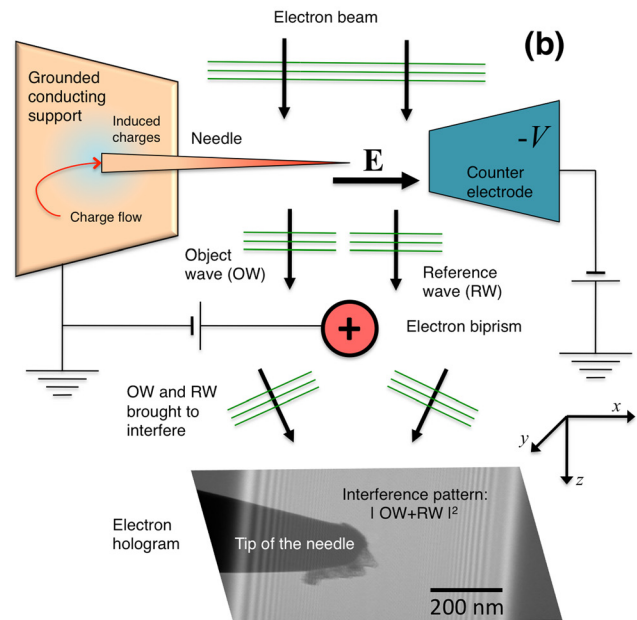 Electron beam
(b)
Grounded
conducting
support
Induced
charges
Needle
E
-V
Counter
electrode
Charge flow
Object
wave (OW)
Reference
wave (RW)
+
Electron biprism
OW and RW
brought to
interfere
x
y
z
Interference pattern:
| OW+RW |²
Electron
hologram
Tip of the needle
200 nm